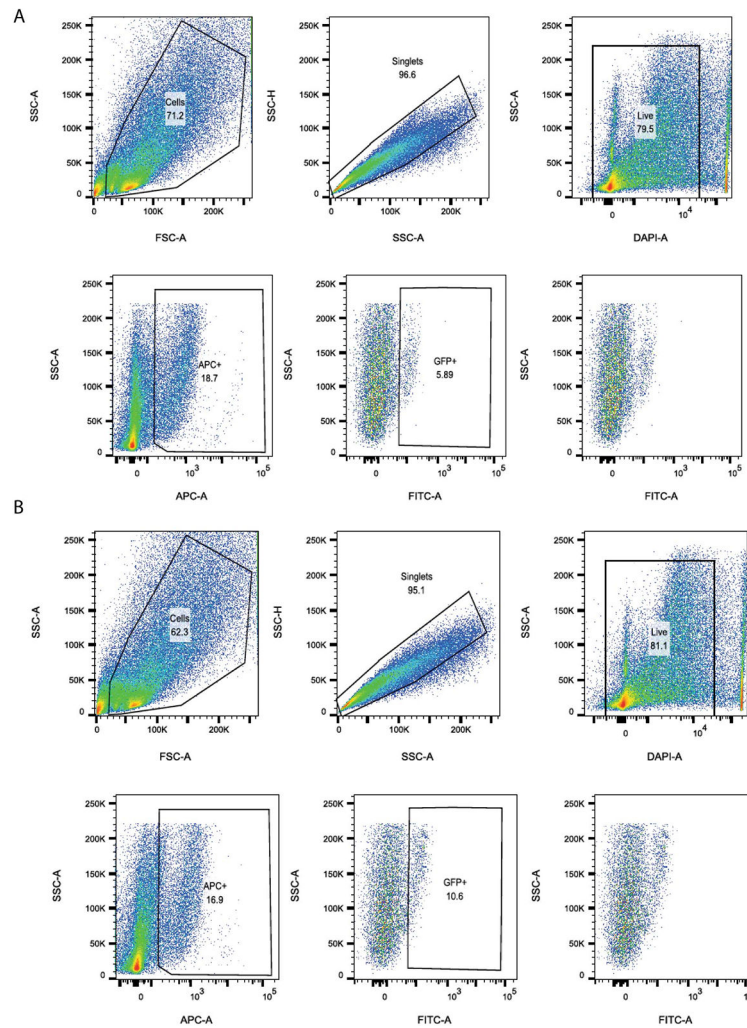 A
SSC-A
250K
200K
150K
100K
50K
0
Cells
71.2
0
100K
200K
FSC-A
SSC-H
250K
200K
150K
100K
50K
0
Singlets
96.6
0
50K
100K
150K
200K
SSC-A
SSC-A
250K
200K
150K
100K
50K
0
Live
79.5
0
10^4
DAPI-A
SSC-A
250K
200K
150K
100K
50K
0
APC+
18.7
0
10^3
10^5
APC-A
SSC-A
250K
200K
150K
100K
50K
0
GFP+
5.89
0
10^3
10^5
FITC-A
SSC-A
250K
200K
150K
100K
50K
0
0
10^3
10^5
FITC-A
B
SSC-A
250K
200K
150K
100K
50K
0
Cells
62.3
0
100K
200K
FSC-A
SSC-H
250K
200K
150K
100K
50K
0
Singlets
95.1
0
100K
200K
SSC-A
SSC-A
250K
200K
150K
100K
50K
0
Live
81.1
0
10^4
DAPI-A
SSC-A
250K
200K
150K
100K
50K
0
APC+
16.9
0
10^3
10^5
APC-A
SSC-A
250K
200K
150K
100K
50K
0
GFP+
10.6
0
10^3
10^5
FITC-A
SSC-A
250K
200K
150K
100K
50K
0
0
10^3
FITC-A